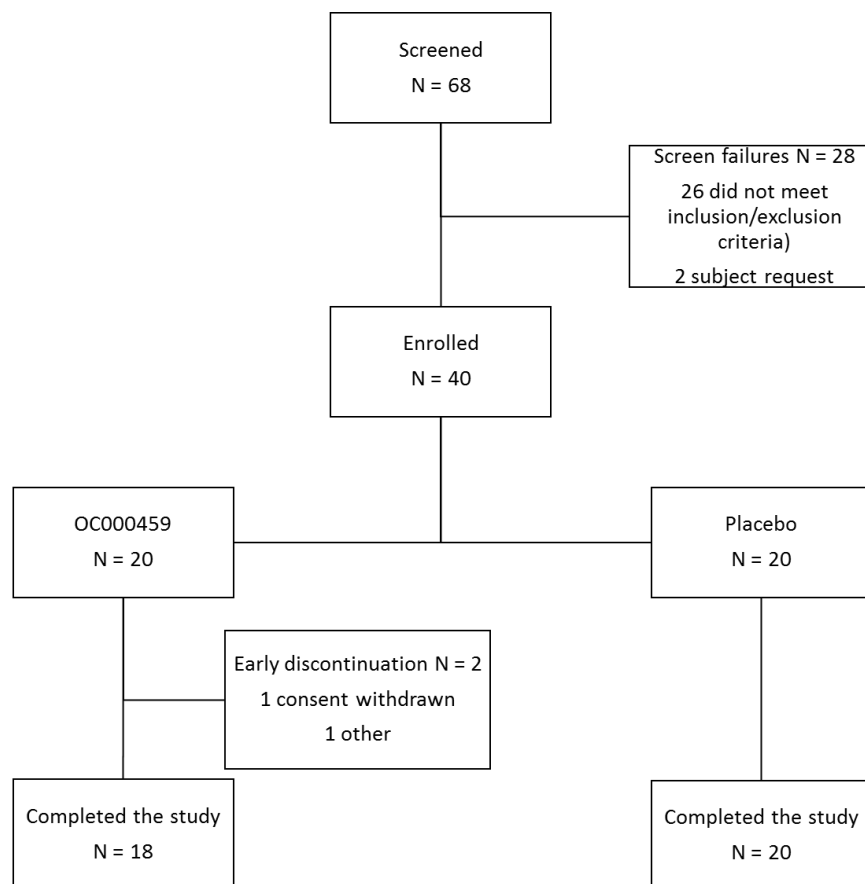 Screened
N = 68
Screen failures N = 28
26 did not meet
inclusion/exclusion
criteria)
2 subject request
Enrolled
N = 40
OC000459
N = 20
Placebo
N = 20
Early discontinuation N = 2
1 consent withdrawn
1 other
Completed the study
N = 18
Completed the study
N = 20